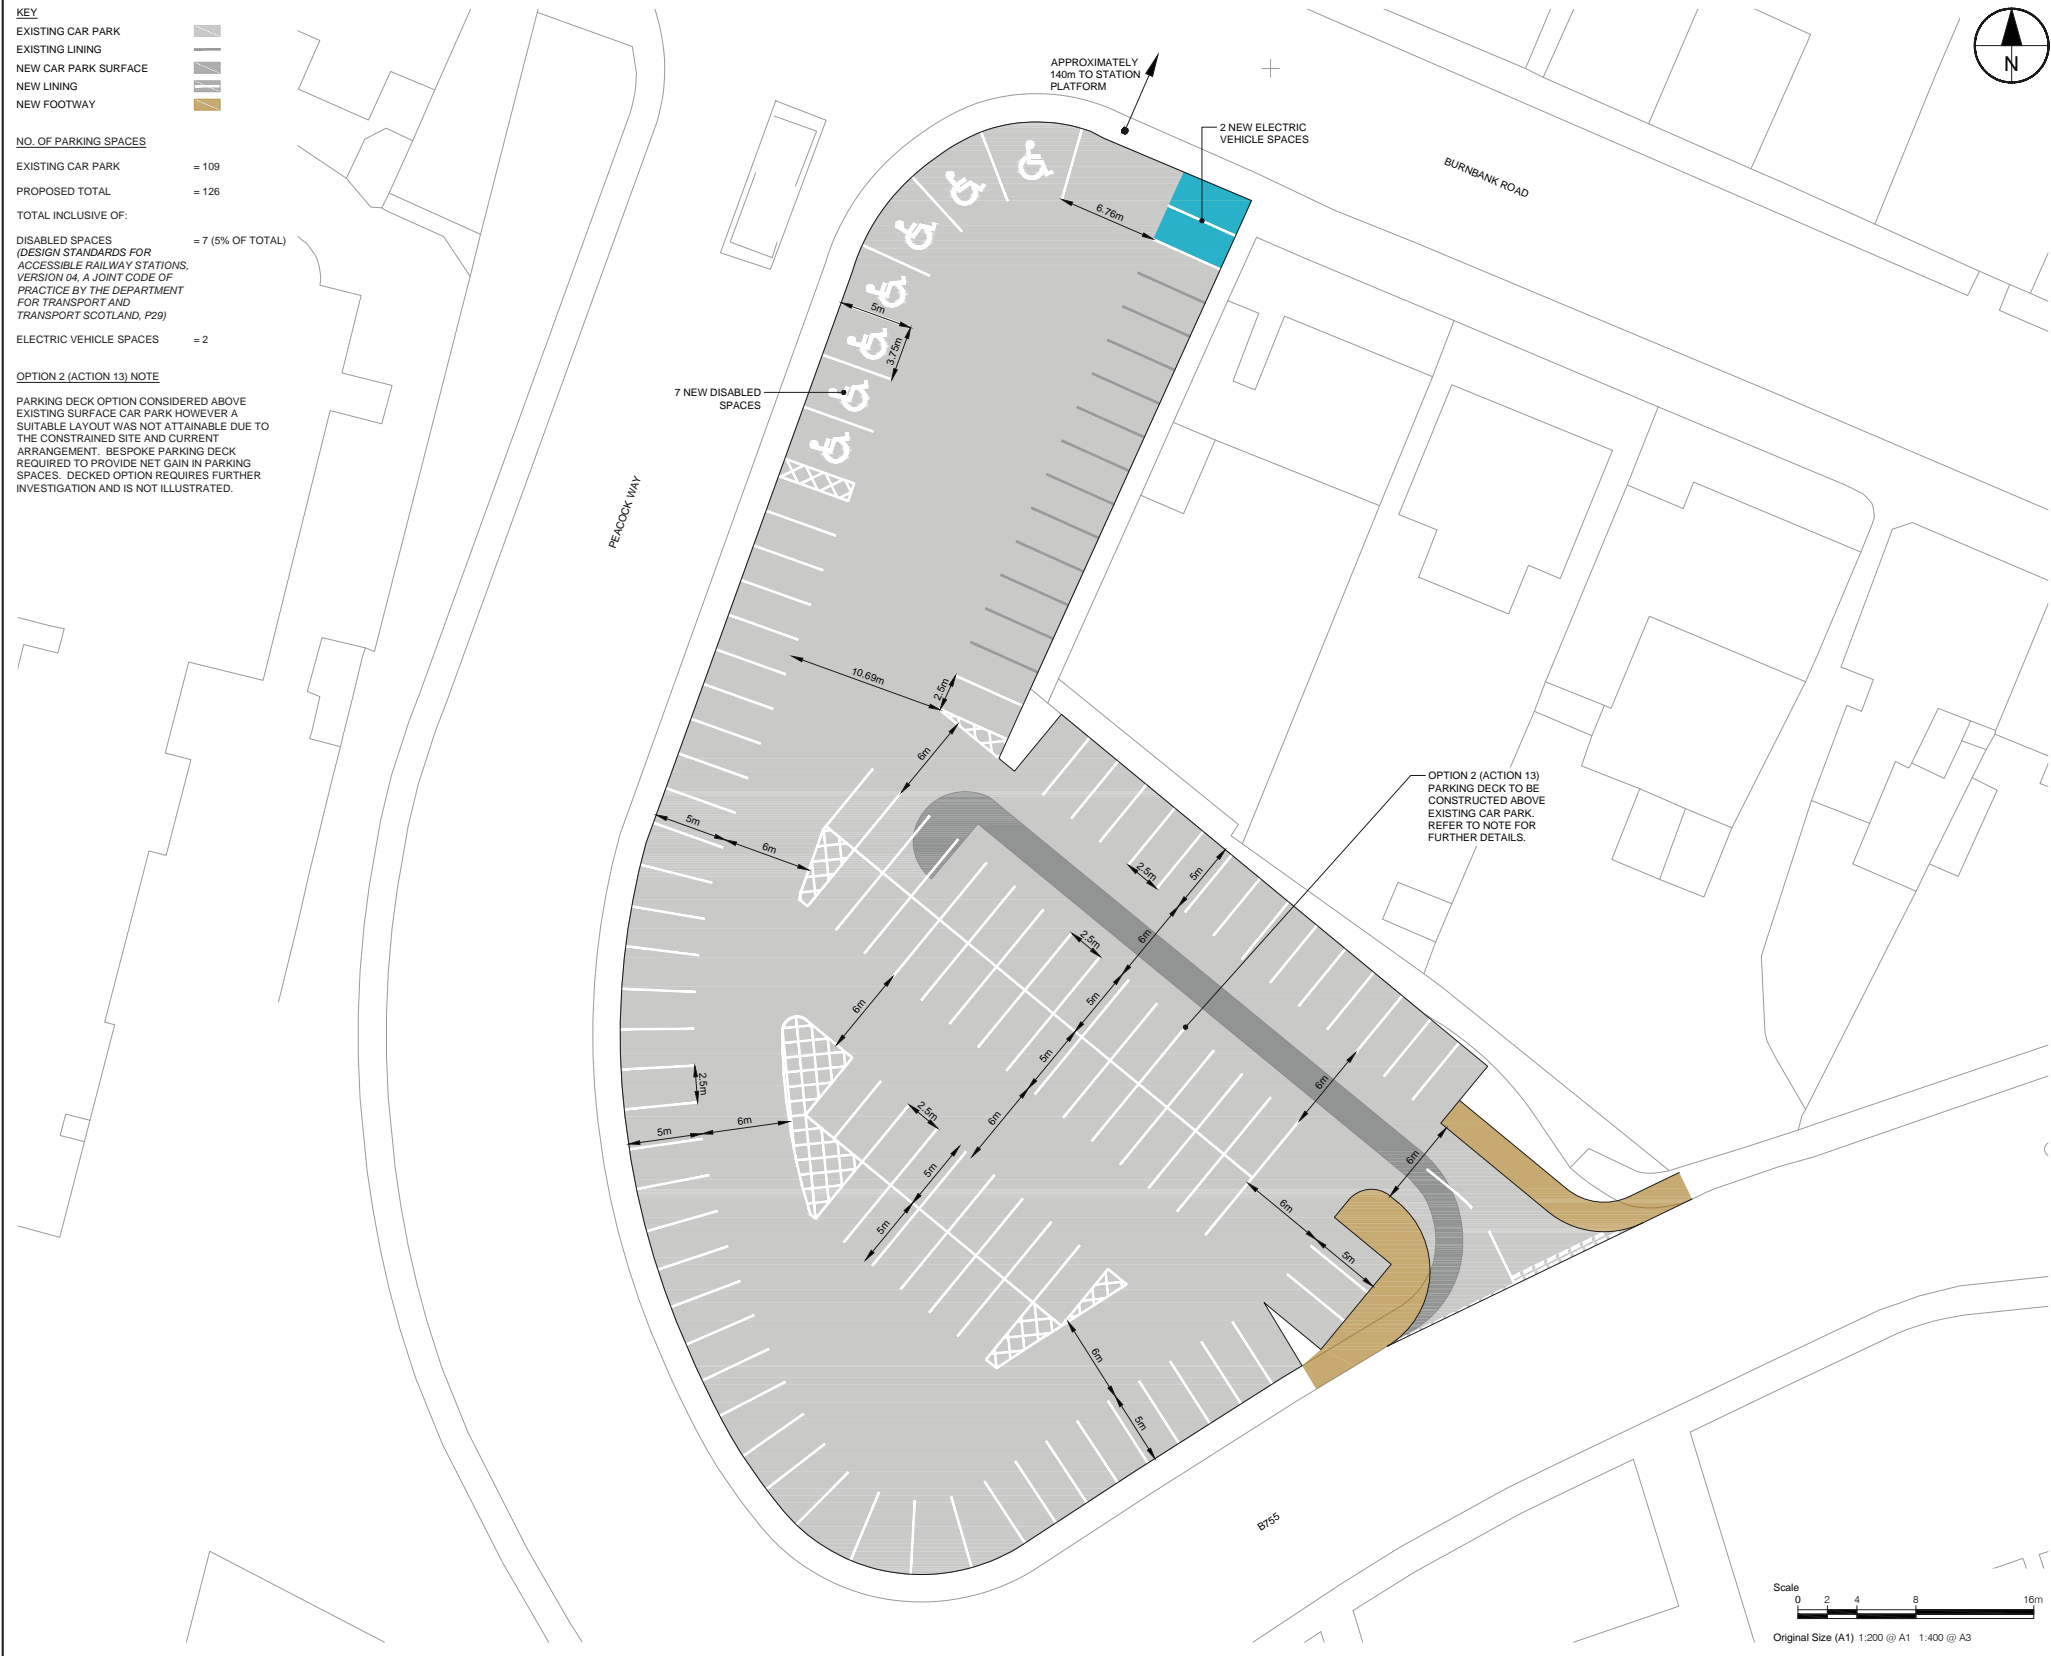 KEY
EXISTING CAR PARK
EXISTING LINING
NEW CAR PARK SURFACE
NEW LINING
NEW FOOTWAY
NO. OF PARKING SPACES
EXISTING CAR PARK = 109
PROPOSED TOTAL = 126
TOTAL INCLUSIVE OF:
DISABLED SPACES = 7 (5% OF TOTAL)
(DESIGN STANDARDS FOR
ACCESSIBLE RAILWAY STATIONS,
VERSION 04, A JOINT CODE OF
PRACTICE BY THE DEPARTMENT
FOR TRANSPORT AND
TRANSPORT SCOTLAND, P29)
ELECTRIC VEHICLE SPACES = 2
OPTION 2 (ACTION 13) NOTE
PARKING DECK OPTION CONSIDERED ABOVE
EXISTING SURFACE CAR PARK HOWEVER A
SUITABLE LAYOUT WAS NOT ATTAINABLE DUE TO
THE CONSTRAINED SITE AND CURRENT
ARRANGEMENT. BESPOKE PARKING DECK
REQUIRED TO PROVIDE NET GAIN IN PARKING
SPACES. DECKED OPTION REQUIRES FURTHER
INVESTIGATION AND IS NOT ILLUSTRATED.
APPROXIMATELY
140m TO STATION
PLATFORM
N
2 NEW ELECTRIC
VEHICLE SPACES
BURNBANK ROAD
6.76m
5m
3.75m
7 NEW DISABLED
SPACES
PEACOCK WAY
10.69m
2.5m
6m
OPTION 2 (ACTION 13)
PARKING DECK TO BE
CONSTRUCTED ABOVE
EXISTING CAR PARK.
REFER TO NOTE FOR
FURTHER DETAILS.
5m
6m
2.5m
5m
6m
2.5m
5m
6m
5m
6m
2.5m
6m
2.5m
5m
6m
5m
5m
6m
6m
5m
6m
5m
B755
Scale
0 2 4 8 16m
Original Size (A1) 1:200 @ A1 1:400 @ A3